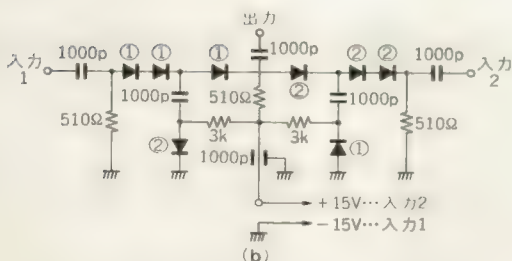 出力
1000p ① ① ① 1000p ② ② 1000p
入力1
入力2
1000p 510Ω ② 1000p
510Ω 510Ω
② 3k 3k ①
1000p
+15V…入力2
-15V…入力1
(b)